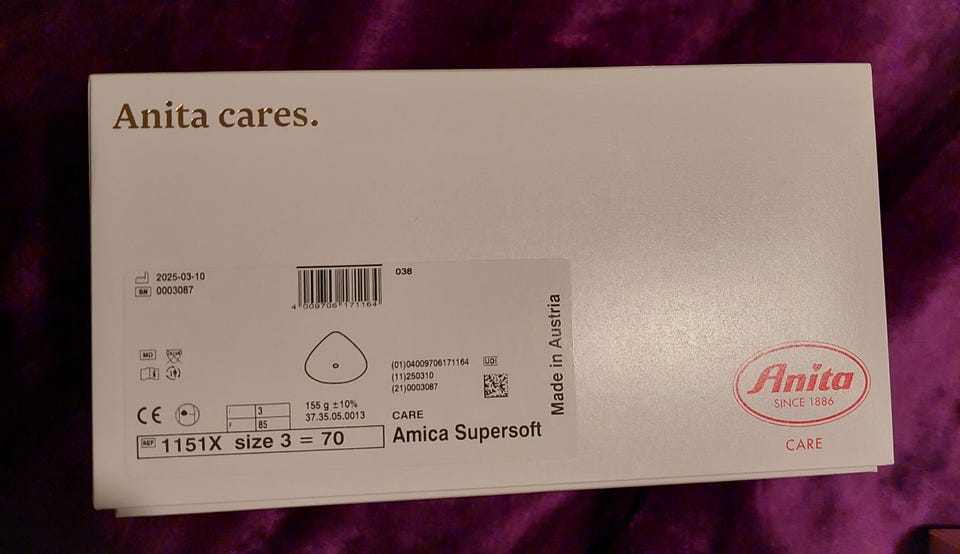 Anita cares.
2025-03-10
SN 0003087
038
4 009706 171164
MD
(01)04009706171164
UDI
(11)250310
(21)0003087
CE
I 3
F 85
155 g ±10%
37.35.05.0013
CARE
REF 1151X size 3 = 70
Amica Supersoft
Made in Austria
Anita
SINCE 1886
CARE